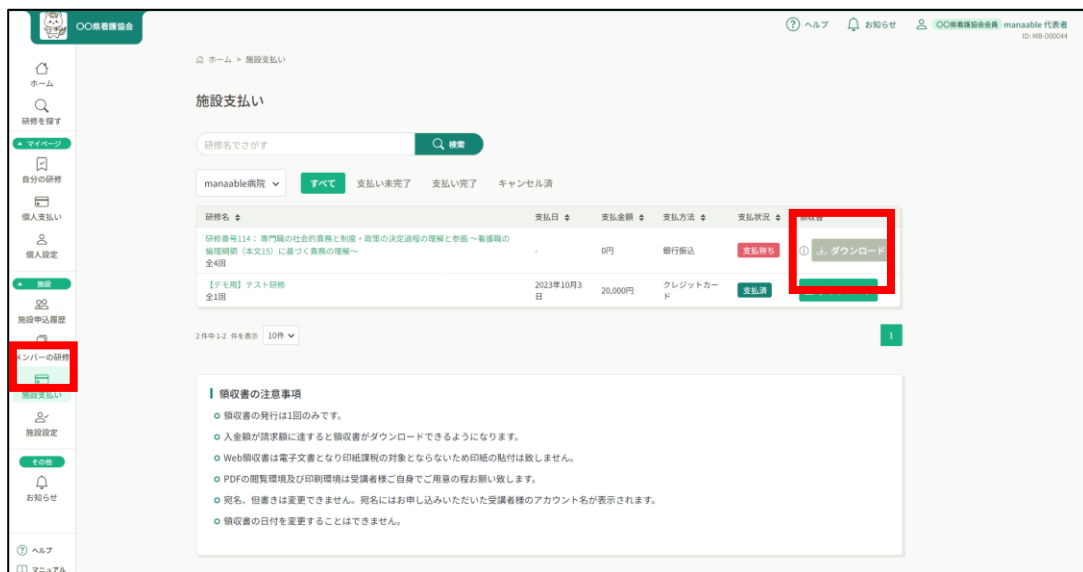 〇〇県看護協会
ヘルプ
お知らせ
〇〇県看護協会会員 manaable 代表者
ID: MB-000044
ホーム
研修を探す
マイページ
自分の研修
個人支払い
個人設定
施設
施設申込履歴
メンバーの研修
施設支払い
施設設定
その他
お知らせ
ヘルプ
マニュアル
ホーム > 施設支払い
施設支払い
研修名でさがす
検索
manaable病院 すべて 支払い未完了 支払い完了 キャンセル済
研修名 支払日 支払金額 支払方法 支払状況 領収書
研修番号114：専門職の社会的責務と制度・政策の決定過程の理解と参画～看護職の
倫理綱領（本文15）に基づく責務の理解～
全4回
- 0円 銀行振込 支払待ち ダウンロード
【デモ用】テスト研修
全1回
2023年10月3
日
20,000円
クレジットカー
ド
支払済
2件中1-2 件を表示 10件
1
領収書の注意事項
領収書の発行は1回のみです。
入金額が請求額に達すると領収書がダウンロードできるようになります。
Web領収書は電子文書となり印紙課税の対象とならないため印紙の貼付は致しません。
PDFの閲覧環境及び印刷環境は受講者様ご自身でご用意の程お願い致します。
宛名、但書きは変更できません。宛名にはお申し込みいただいた受講者様のアカウント名が表示されます。
領収書の日付を変更することはできません。